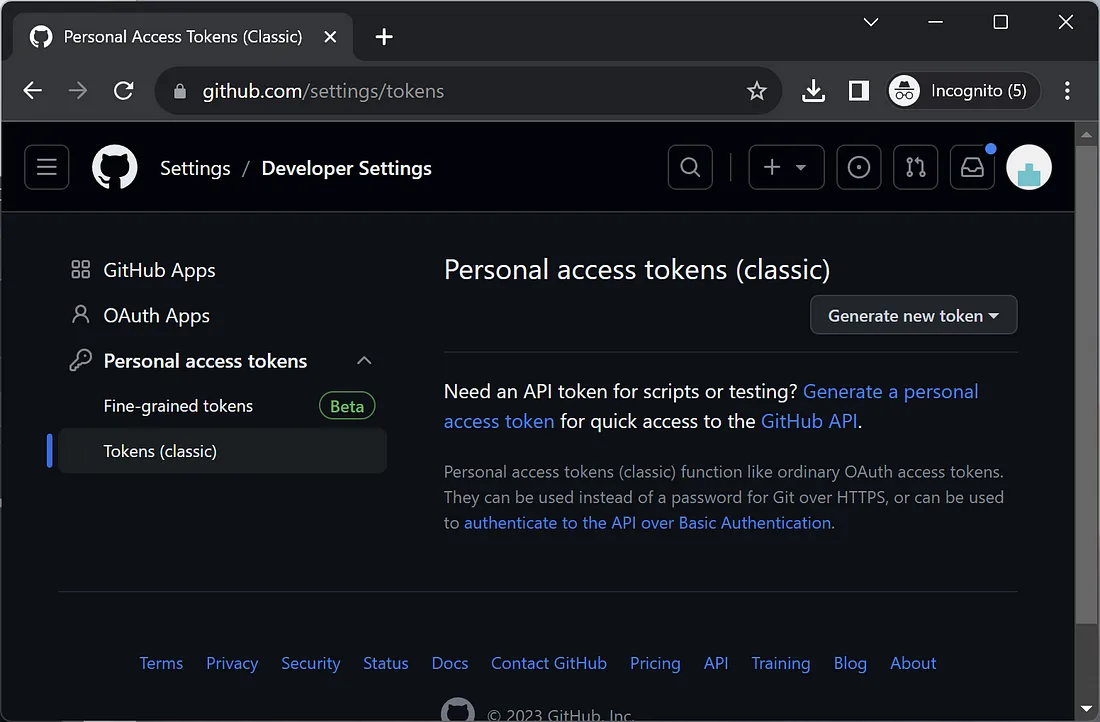 Personal Access Tokens (Classic)
github.com/settings/tokens
Incognito (5)
Settings / Developer Settings
GitHub Apps
OAuth Apps
Personal access tokens
Fine-grained tokens Beta
Tokens (classic)
Personal access tokens (classic)
Generate new token
Need an API token for scripts or testing? Generate a personal
access token for quick access to the GitHub API.
Personal access tokens (classic) function like ordinary OAuth access tokens.
They can be used instead of a password for Git over HTTPS, or can be used
to authenticate to the API over Basic Authentication.
Terms Privacy Security Status Docs Contact GitHub Pricing API Training Blog About
© 2023 GitHub, Inc.